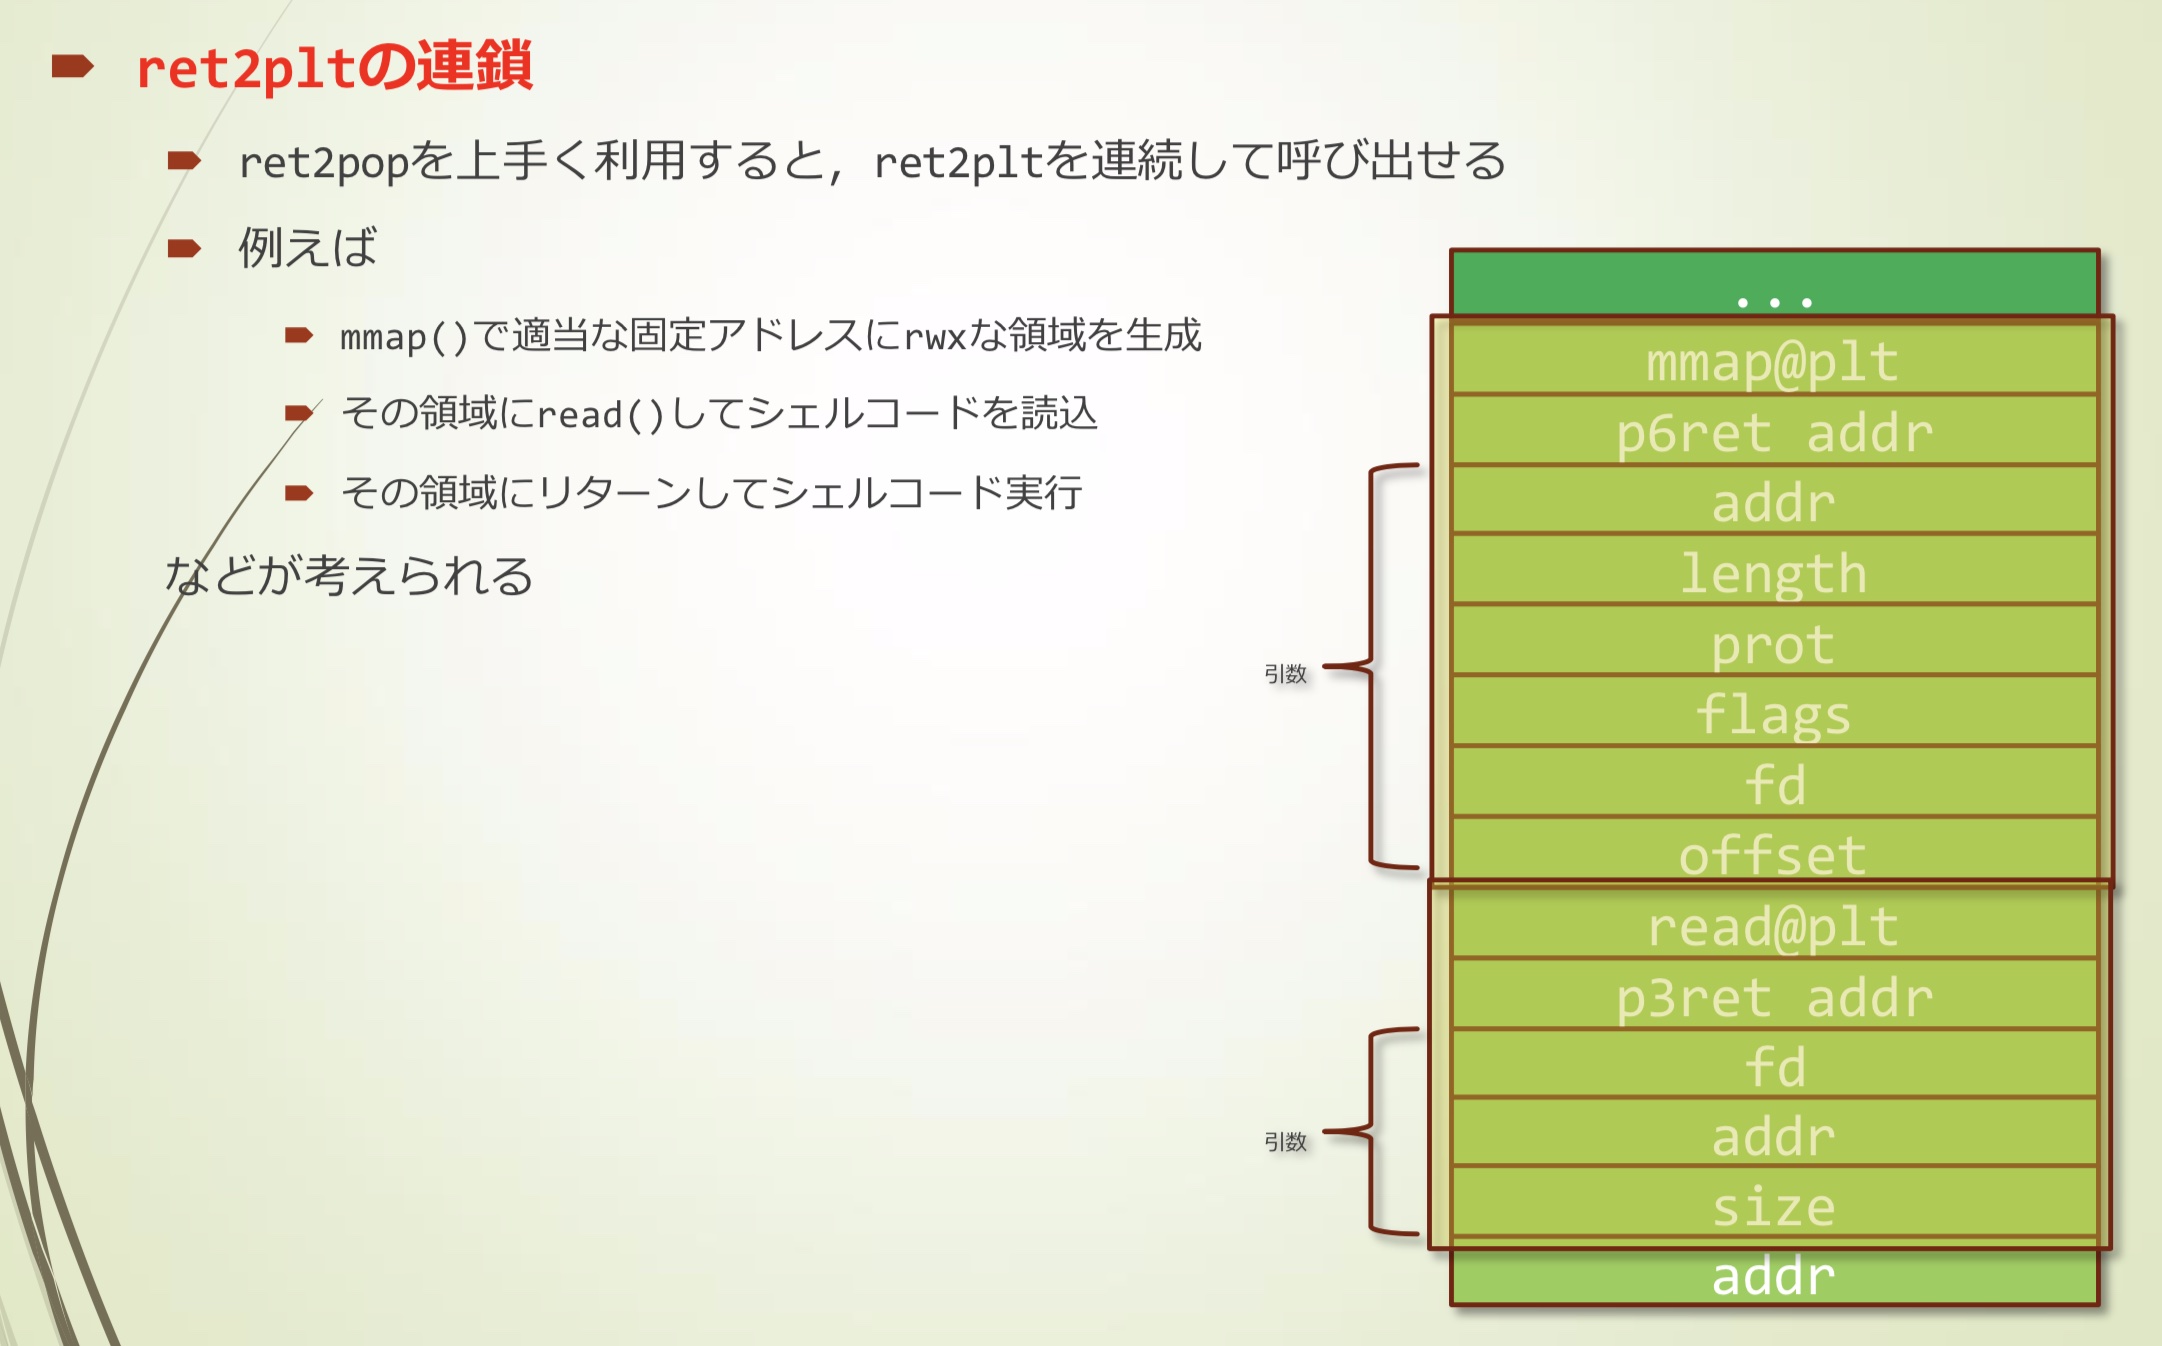 ret2pltの連鎖
ret2popを上手く利用すると, ret2pltを連続して呼び出せる
例えば
mmap()で適当な固定アドレスにrwxな領域を生成
その領域にread()してシェルコードを読込
その領域にリターンしてシェルコード実行
などが考えられる
...
mmap@plt
p6ret addr
addr
length
prot
flags
fd
offset
引数
read@plt
p3ret addr
fd
addr
size
引数
addr